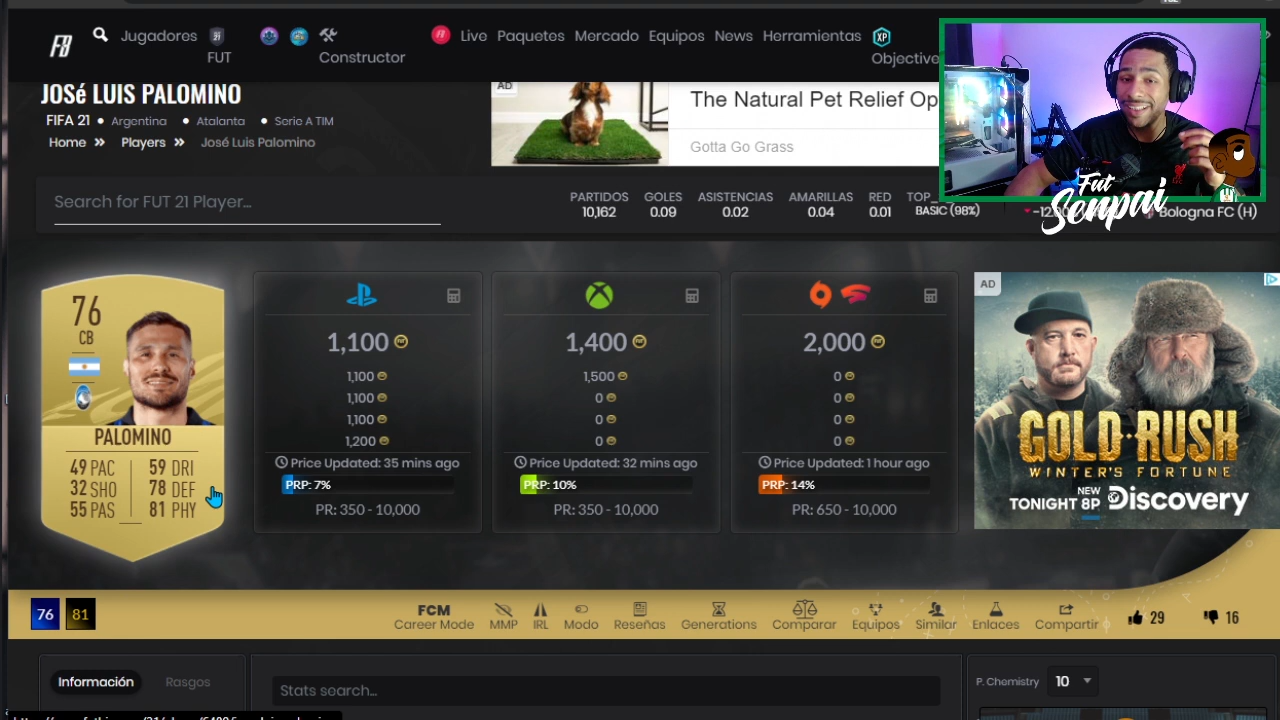 Jugadores
FUT
Constructor
Live
Paquetes
Mercado
Equipos
News
Herramientas
XP
Objective
JOSé LUIS PALOMINO
FIFA 21 • Argentina • Atalanta • Serie A TIM
Home » Players » José Luis Palomino
AD
The Natural Pet Relief Op
Gotta Go Grass
Fut
Senpai
Search for FUT 21 Player...
PARTIDOS
10,162
GOLES
0.09
ASISTENCIAS
0.02
AMARILLAS
0.04
RED
0.01
BASIC (98%)
Bologna FC (H)
76
CB
PALOMINO
49 PAC 59 DRI
32 SHO 78 DEF
55 PAS 81 PHY
1,100
1,100
1,100
1,100
1,200
Price Updated: 35 mins ago
PRP: 7%
PR: 350 - 10,000
1,400
1,500
0
0
0
Price Updated: 32 mins ago
PRP: 10%
PR: 350 - 10,000
2,000
0
0
0
0
Price Updated: 1 hour ago
PRP: 14%
PR: 650 - 10,000
AD
GOLD RUSH
WINTER'S FORTUNE
NEW
TONIGHT 8P Discovery
76 81
FCM
Career Mode
MMP
IRL
Modo
Reseñas
Generations
Comparar
Equipos
Similar
Enlaces
Compartir
29
16
Información
Rasgos
Stats search...
P. Chemistry 10